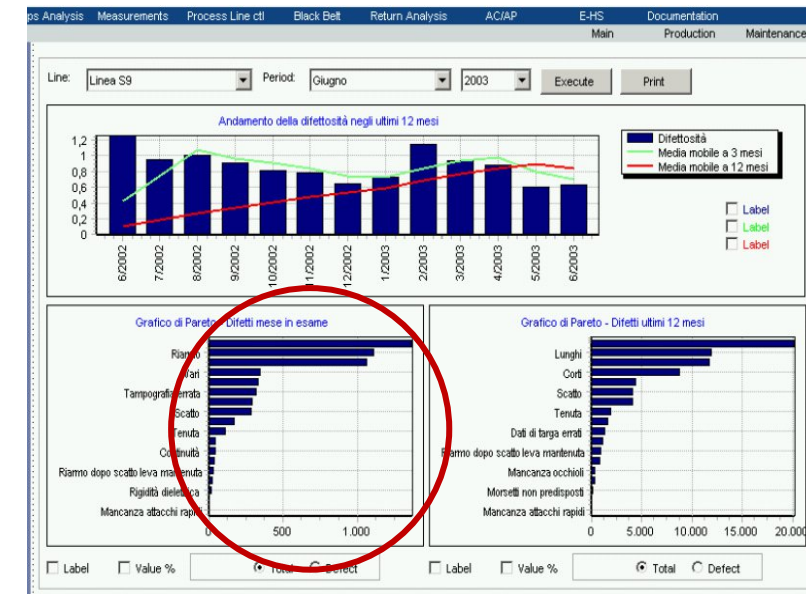 ps Analysis Measurements Process Line ctl Black Belt Return Analysis AC/AP E-HS Documentation
Main Production Maintenance
Line: Linea S9 Period: Giugno 2003 Execute Print
Andamento della difettosità negli ultimi 12 mesi
1,2
1
0,8
0,6
0,4
0,2
0
6/2002 7/2002 8/2002 9/2002 10/2002 11/2002 12/2002 1/2003 2/2003 3/2003 4/2003 5/2003 6/2003
Difettosità
Media mobile a 3 mesi
Media mobile a 12 mesi
Label
Label
Label
Grafico di Pareto - Difetti mese in esame
Riarmo
Vari
Tampografia errata
Scatto
Tenuta
Continuità
Riarmo dopo scatto leva mantenuta
Rigidità dielettrica
Mancanza attacchi rapidi
0 500 1.000
Label Value % Total Defect
Grafico di Pareto - Difetti ultimi 12 mesi
Lunghi
Corti
Scatto
Tenuta
Dati di targa errati
Riarmo dopo scatto leva mantenuta
Mancanza occhioli
Morsetti non predisposti
Mancanza attacchi rapidi
0 5.000 10.000 15.000 20.000
Label Value % Total Defect